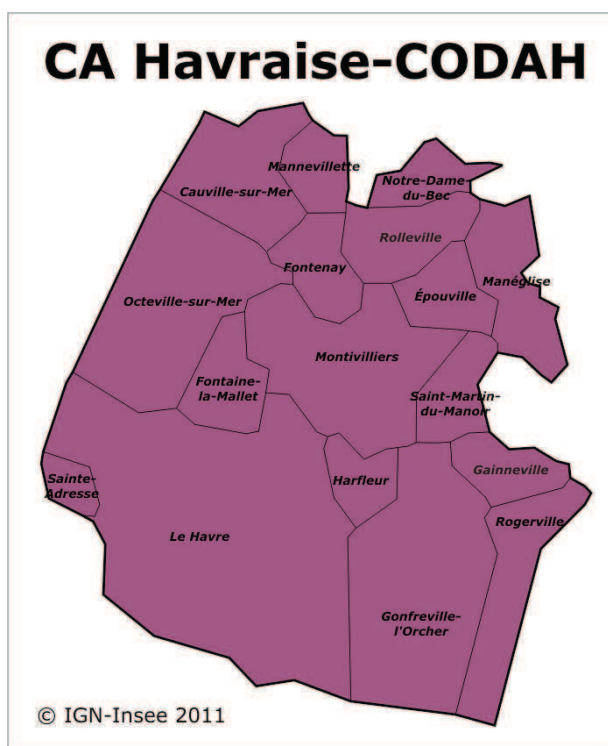 CA Havraise-CODAH
Mannevillette
Cauville-sur-Mer
Notre-Dame-
du-Bec
Rolleville
Fontenay
Manéglise
Épouville
Octeville-sur-Mer
Montivilliers
Fontaine-
la-Mallet
Saint-Martin-
du-Manoir
Gainneville
Sainte-
Adresse
Harfleur
Rogerville
Le Havre
Gonfreville-
l'Orcher
© IGN-Insee 2011